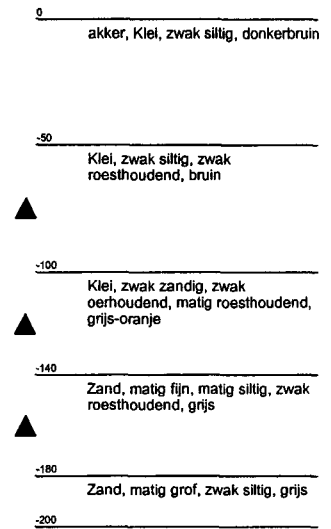 0
akker, Klei, zwak siltig, donkerbruin
-50
Klei, zwak siltig, zwak
roesthoudend, bruin
-100
Klei, zwak zandig, zwak
oerhoudend, matig roesthoudend,
grijs-oranje
-140
Zand, matig fijn, matig siltig, zwak
roesthoudend, grijs
-180
Zand, matig grof, zwak siltig, grijs
-200